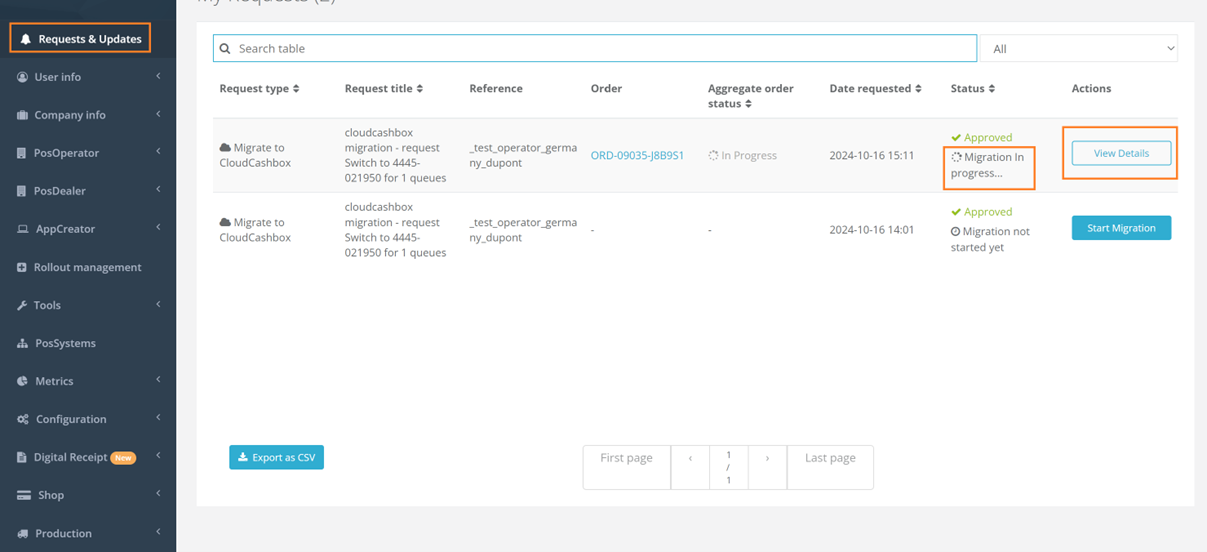 My Requests (2)
Requests & Updates
User info
Company info
PosOperator
PosDealer
AppCreator
Rollout management
Tools
PosSystems
Metrics
Configuration
Digital Receipt New
Shop
Production
Search table
All
Request type
Request title
Reference
Order
Aggregate order
status
Date requested
Status
Actions
Migrate to
CloudCashbox
cloudcashbox
migration - request
Switch to 4445-
021950 for 1 queues
_test_operator_germa
ny_dupont
ORD-09035-J8B9S1
In Progress
2024-10-16 15:11
Approved
Migration In
progress...
View Details
Migrate to
CloudCashbox
cloudcashbox
migration - request
Switch to 4445-
021950 for 1 queues
_test_operator_germa
ny_dupont
-
-
2024-10-16 14:01
Approved
Migration not
started yet
Start Migration
Export as CSV
First page
‹
1
/
1
›
Last page